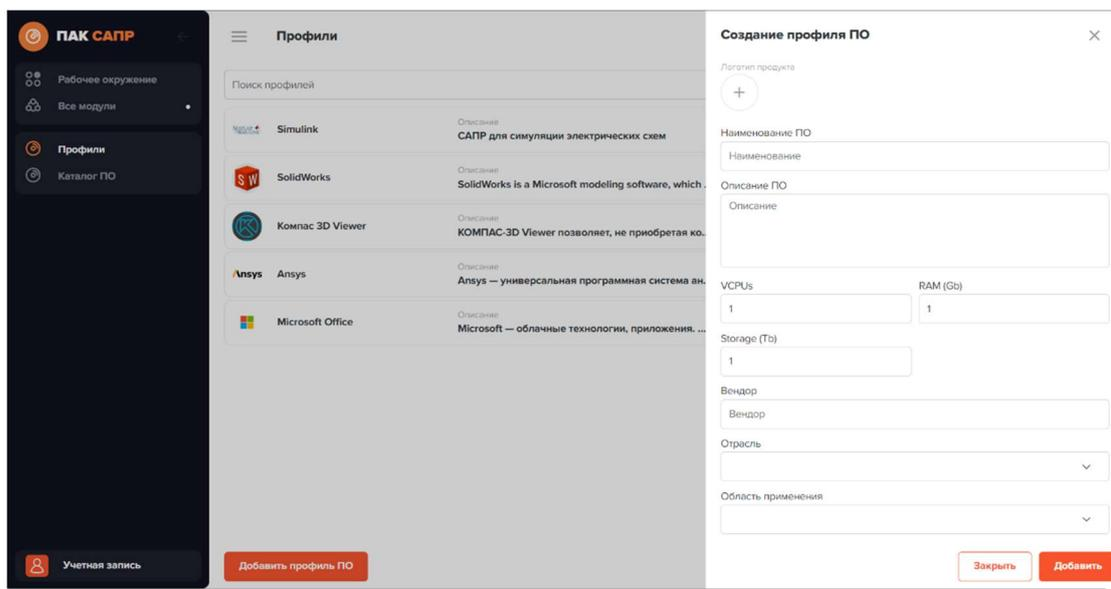 ПАК САПР
Рабочее окружение
Все модули
Профили
Каталог ПО
Учетная запись
Профили
Поиск профилей
Simulink
Описание
САПР для симуляции электрических схем
SW
SolidWorks
Описание
SolidWorks is a Microsoft modeling software, which .
Компас 3D Viewer
Описание
КОМПАС-3D Viewer позволяет, не приобретая ко..
Ansys
Ansys
Описание
Ansys — универсальная программная система ан.
Microsoft Office
Описание
Microsoft — облачные технологии, приложения. ...
Добавить профиль ПО
Создание профиля ПО
Логотип продукта
Наименование ПО
Наименование
Описание ПО
Описание
VCPUs
RAM (Gb)
1
1
Storage (Tb)
1
Вендор
Вендор
Отрасль
Область применения
Закрыть
Добавить